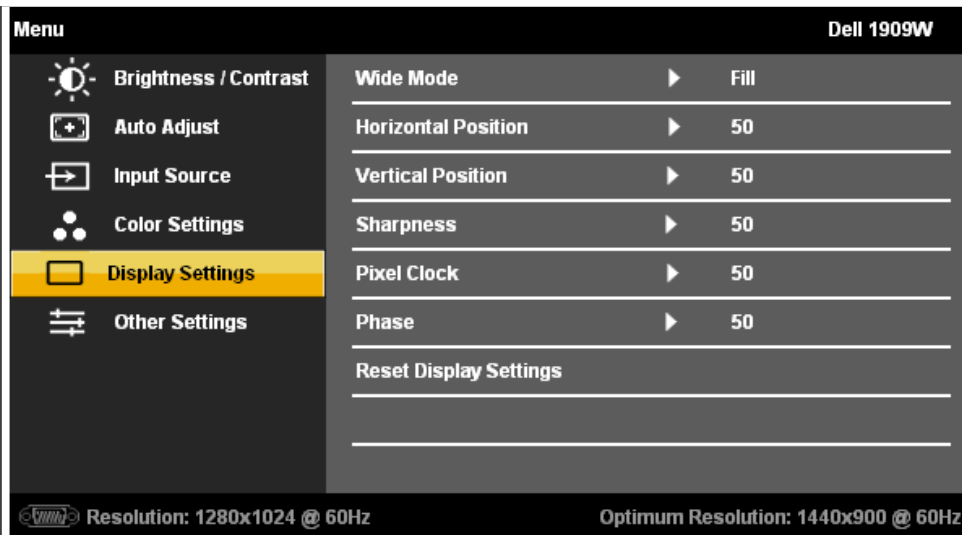 Menu Dell 1909W
Brightness / Contrast Wide Mode Fill
Auto Adjust Horizontal Position 50
Input Source Vertical Position 50
Color Settings Sharpness 50
Display Settings Pixel Clock 50
Other Settings Phase 50
Reset Display Settings
Resolution: 1280x1024 @ 60Hz Optimum Resolution: 1440x900 @ 60Hz